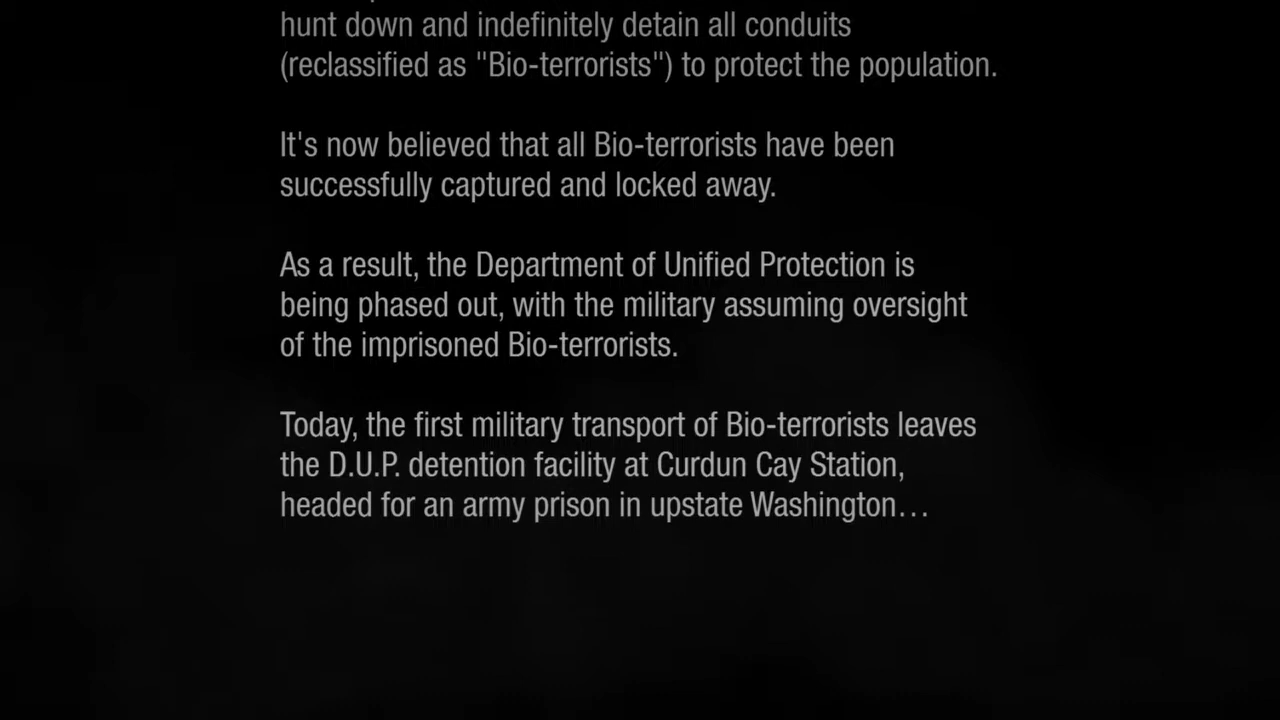 hunt down and indefinitely detain all conduits
(reclassified as "Bio-terrorists") to protect the population.
It's now believed that all Bio-terrorists have been
successfully captured and locked away.
As a result, the Department of Unified Protection is
being phased out, with the military assuming oversight
of the imprisoned Bio-terrorists.
Today, the first military transport of Bio-terrorists leaves
the D.U.P. detention facility at Curdun Cay Station,
headed for an army prison in upstate Washington…